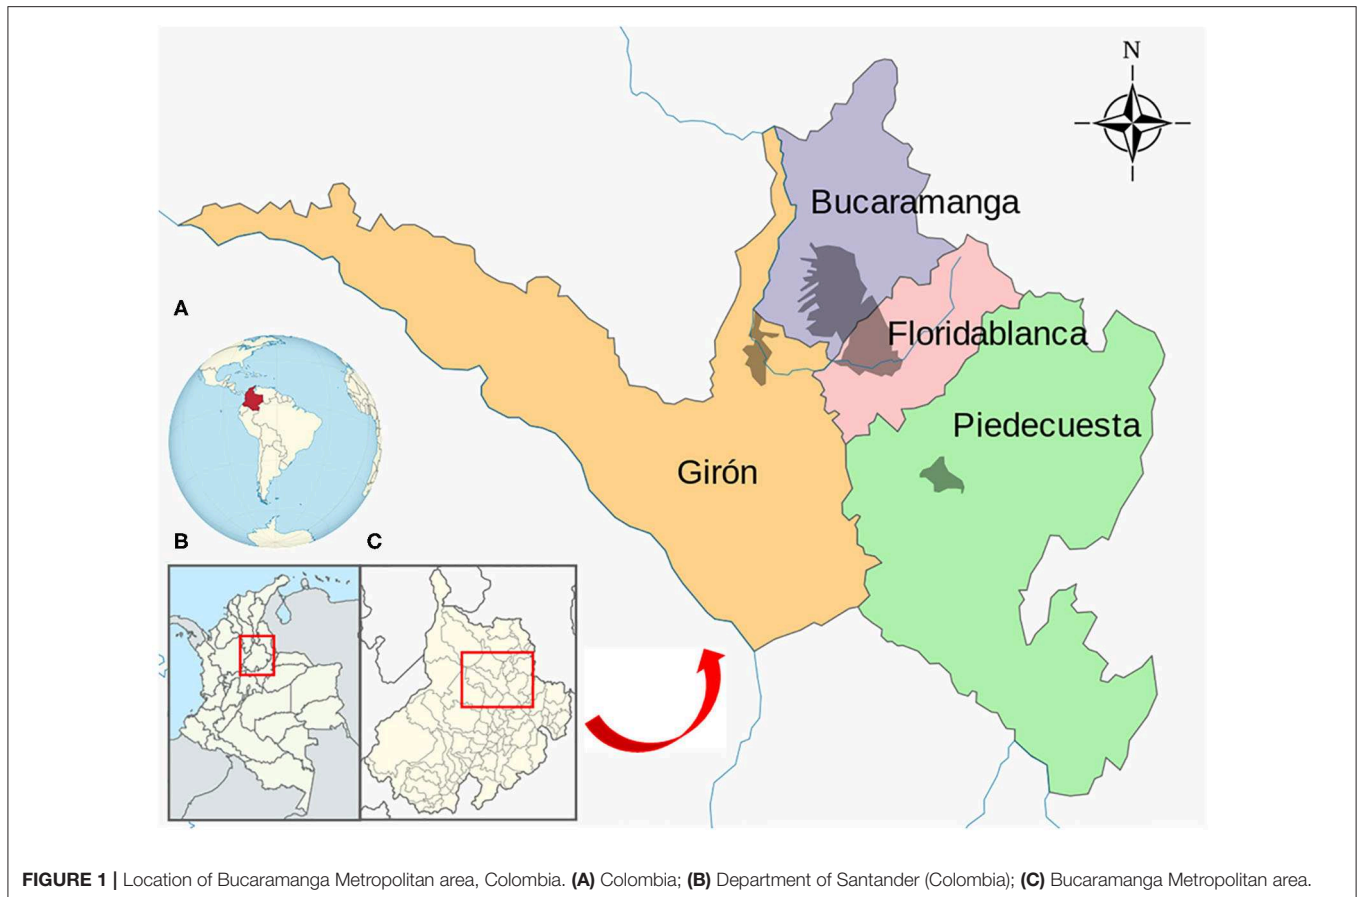 N
Bucaramanga
A
Floridablanca
Piedecuesta
Girón
B
C
FIGURE 1 | Location of Bucaramanga Metropolitan area, Colombia. (A) Colombia; (B) Department of Santander (Colombia); (C) Bucaramanga Metropolitan area.